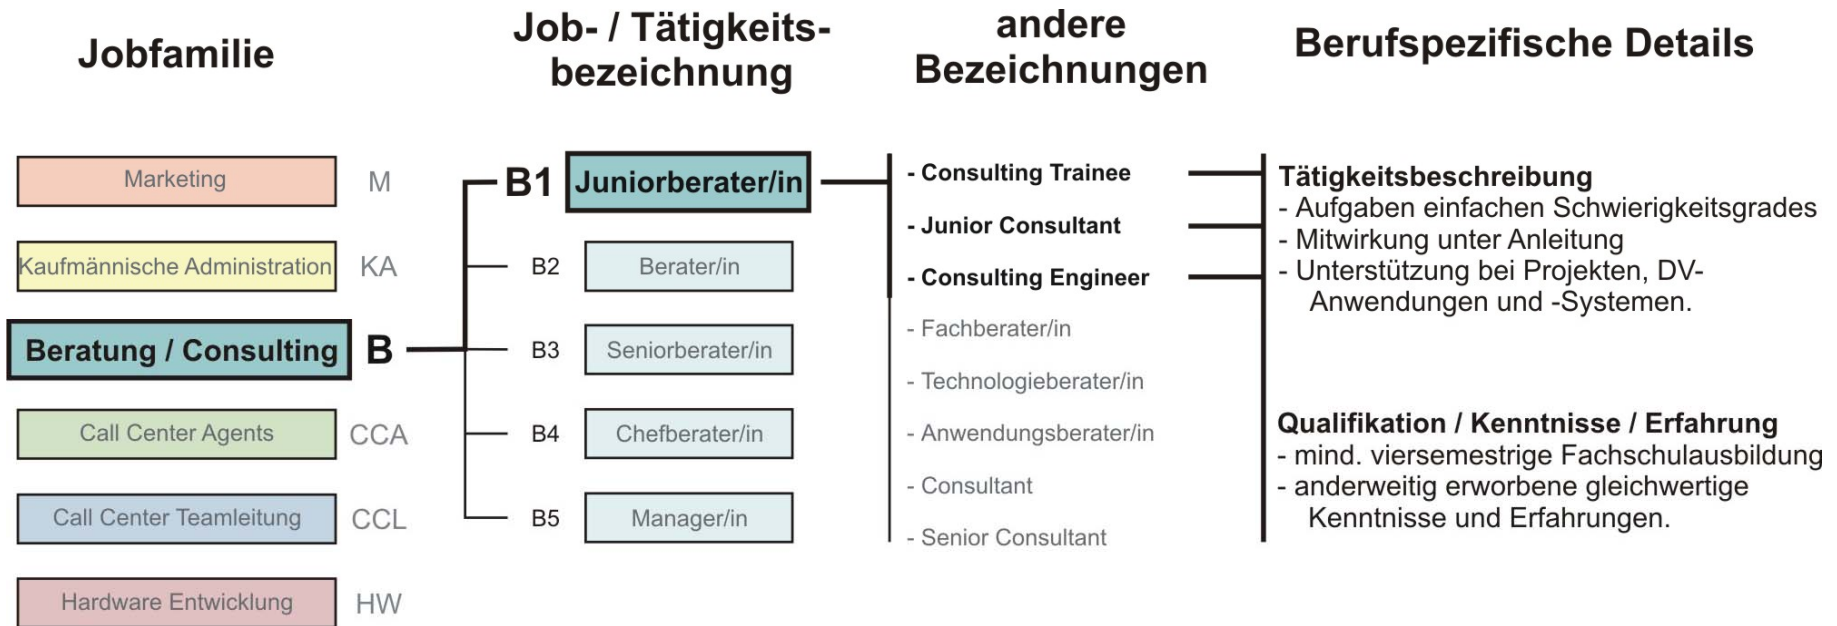 Jobfamilie
Job- / Tätigkeits-
bezeichnung
andere
Bezeichnungen
Berufspezifische Details
Marketing M
Kaufmännische Administration KA
Beratung / Consulting B
Call Center Agents CCA
Call Center Teamleitung CCL
Hardware Entwicklung HW
B1 Juniorberater/in
B2 Berater/in
B3 Seniorberater/in
B4 Chefberater/in
B5 Manager/in
- Consulting Trainee
- Junior Consultant
- Consulting Engineer
- Fachberater/in
- Technologieberater/in
- Anwendungsberater/in
- Consultant
- Senior Consultant
Tätigkeitsbeschreibung
- Aufgaben einfachen Schwierigkeitsgrades
- Mitwirkung unter Anleitung
- Unterstützung bei Projekten, DV-
Anwendungen und -Systemen.
Qualifikation / Kenntnisse / Erfahrung
- mind. viersemestrige Fachschulausbildung
- anderweitig erworbene gleichwertige
Kenntnisse und Erfahrungen.